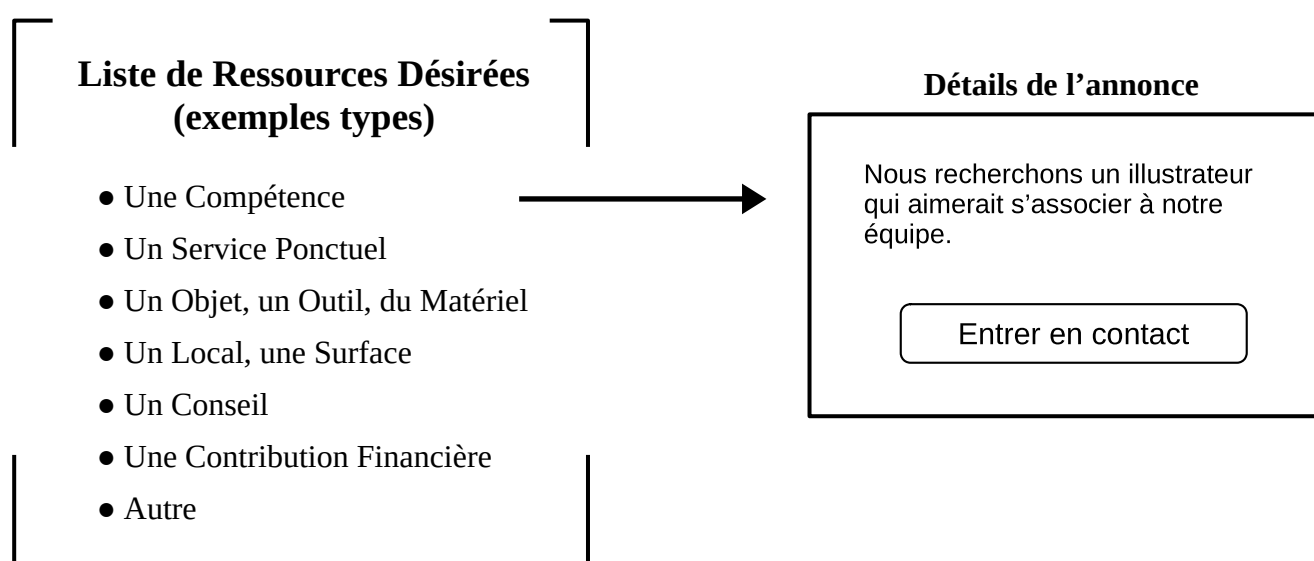 Liste de Ressources Désirées
(exemples types)
● Une Compétence
● Un Service Ponctuel
● Un Objet, un Outil, du Matériel
● Un Local, une Surface
● Un Conseil
● Une Contribution Financière
● Autre
Détails de l’annonce
Nous recherchons un illustrateur
qui aimerait s’associer à notre
équipe.
Entrer en contact